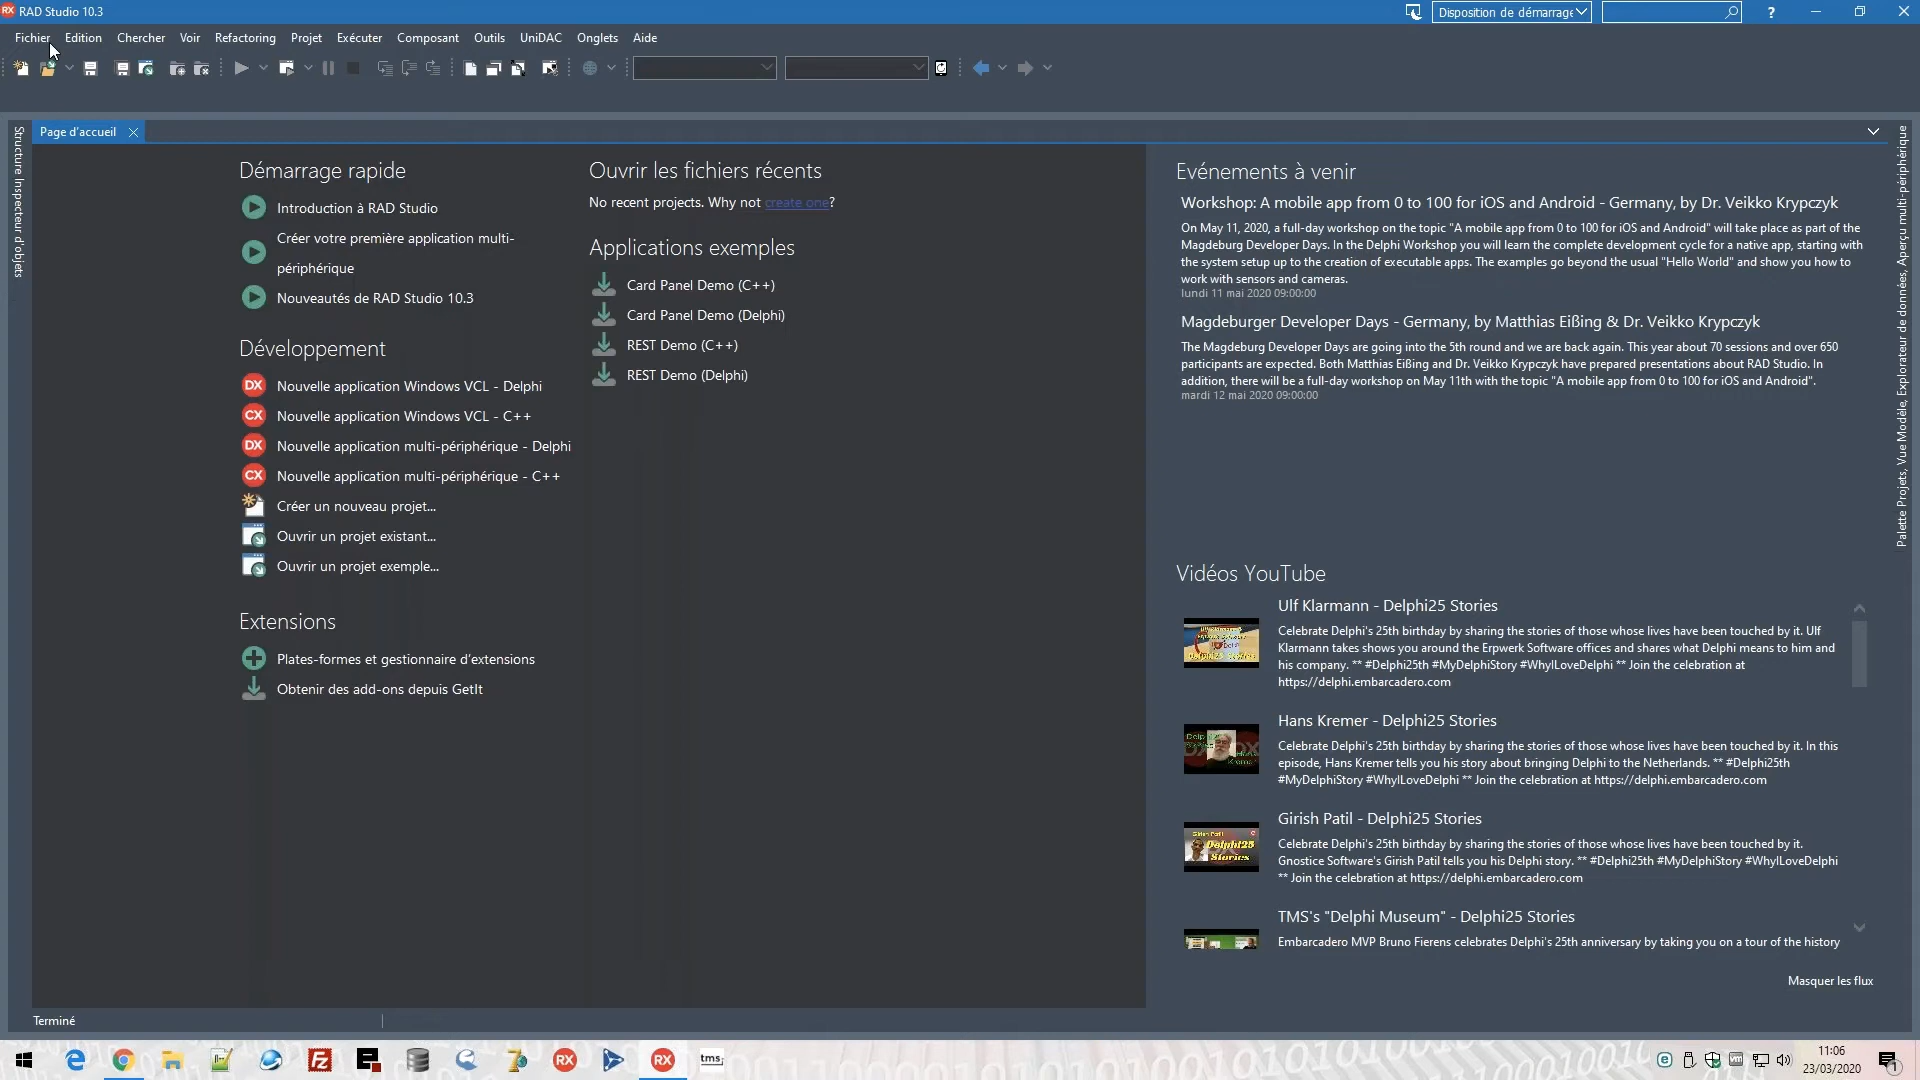 RX RAD Studio 10.3
Disposition de démarrage
?
Fichier Edition Chercher Voir Refactoring Projet Exécuter Composant Outils UniDAC Onglets Aide
Page d'accueil
Structure Inspecteur d'objets
Démarrage rapide
Introduction à RAD Studio
Créer votre première application multi-
périphérique
Nouveautés de RAD Studio 10.3
Développement
DX Nouvelle application Windows VCL - Delphi
CX Nouvelle application Windows VCL - C++
DX Nouvelle application multi-périphérique - Delphi
CX Nouvelle application multi-périphérique - C++
Créer un nouveau projet...
Ouvrir un projet existant...
Ouvrir un projet exemple...
Extensions
Plates-formes et gestionnaire d'extensions
Obtenir des add-ons depuis GetIt
Ouvrir les fichiers récents
No recent projects. Why not create one?
Applications exemples
Card Panel Demo (C++)
Card Panel Demo (Delphi)
REST Demo (C++)
REST Demo (Delphi)
Evénements à venir
Workshop: A mobile app from 0 to 100 for iOS and Android - Germany, by Dr. Veikko Krypczyk
On May 11, 2020, a full-day workshop on the topic "A mobile app from 0 to 100 for iOS and Android" will take place as part of the
Magdeburg Developer Days. In the Delphi Workshop you will learn the complete development cycle for a native app, starting with
the system setup up to the creation of executable apps. The examples go beyond the usual "Hello World" and show you how to
work with sensors and cameras.
lundi 11 mai 2020 09:00:00
Magdeburger Developer Days - Germany, by Matthias Eißing & Dr. Veikko Krypczyk
The Magdeburg Developer Days are going into the 5th round and we are back again. This year about 70 sessions and over 650
participants are expected. Both Matthias Eißing and Dr. Veikko Krypczyk have prepared presentations about RAD Studio. In
addition, there will be a full-day workshop on May 11th with the topic "A mobile app from 0 to 100 for iOS and Android".
mardi 12 mai 2020 09:00:00
Vidéos YouTube
Ulf Klarmann - Delphi25 Stories
Celebrate Delphi's 25th birthday by sharing the stories of those whose lives have been touched by it. Ulf
Klarmann takes shows you around the Erpwerk Software offices and shares what Delphi means to him and
his company. ** #Delphi25th #MyDelphiStory #WhyILoveDelphi ** Join the celebration at
https://delphi.embarcadero.com
Hans Kremer - Delphi25 Stories
Celebrate Delphi's 25th birthday by sharing the stories of those whose lives have been touched by it. In this
episode, Hans Kremer tells you his story about bringing Delphi to the Netherlands. ** #Delphi25th
#MyDelphiStory #WhyILoveDelphi ** Join the celebration at https://delphi.embarcadero.com
Girish Patil - Delphi25 Stories
Celebrate Delphi's 25th birthday by sharing the stories of those whose lives have been touched by it.
Gnostice Software's Girish Patil tells you his Delphi story. ** #Delphi25th #MyDelphiStory #WhyILoveDelphi
** Join the celebration at https://delphi.embarcadero.com
TMS's "Delphi Museum" - Delphi25 Stories
Embarcadero MVP Bruno Fierens celebrates Delphi's 25th anniversary by taking you on a tour of the history
Masquer les flux
Palette Projets, Vue Modèle, Explorateur de données, Aperçu multi-périphérique
Terminé
RX RX tms
11:06
23/03/2020
1